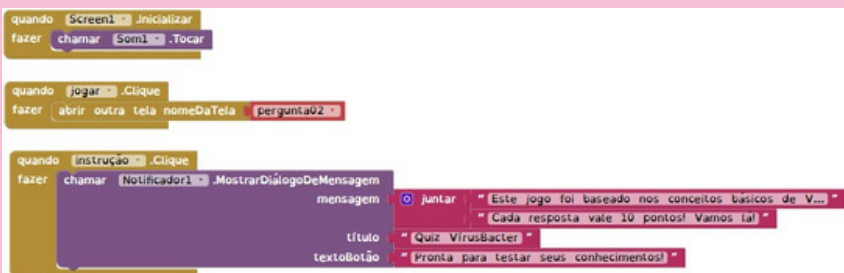 quando Screen1 .Inicializar
fazer chamar Som1 .Tocar
quando jogar .Clique
fazer abrir outra tela nomeDaTela pergunta02
quando instrução .Clique
fazer chamar Notificador1 .MostrarDiálogoDeMensagem
mensagem juntar " Este jogo foi baseado nos conceitos básicos de V... "
" Cada resposta vale 10 pontos! Vamos lá! "
título " Quiz VírusBacter "
textoBotão " Pronta para testar seus conhecimentos! "